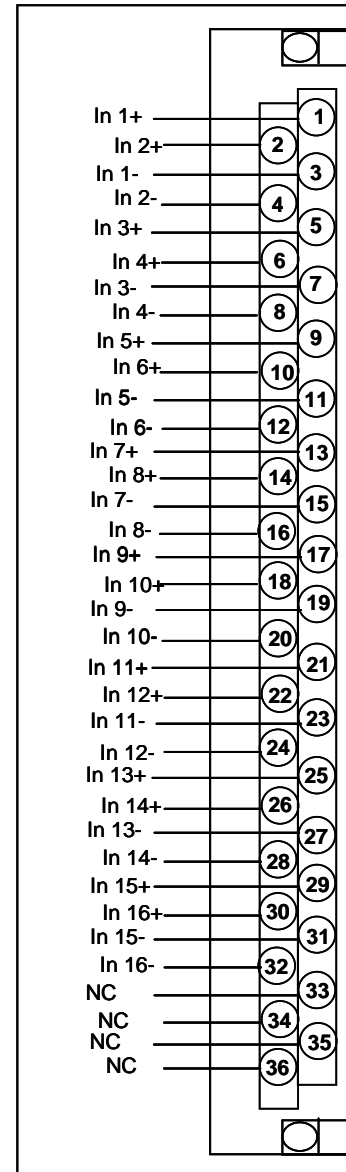 In 1+ 1
In 2+ 2
In 1- 3
In 2- 4
In 3+ 5
In 4+ 6
In 3- 7
In 4- 8
In 5+ 9
In 6+ 10
In 5- 11
In 6- 12
In 7+ 13
In 8+ 14
In 7- 15
In 8- 16
In 9+ 17
In 10+ 18
In 9- 19
In 10- 20
In 11+ 21
In 12+ 22
In 11- 23
In 12- 24
In 13+ 25
In 14+ 26
In 13- 27
In 14- 28
In 15+ 29
In 16+ 30
In 15- 31
In 16- 32
NC 33
NC 34
NC 35
NC 36